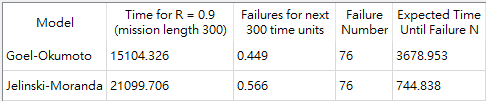 Model Time for R = 0.9 Failures for next Failure Expected Time
(mission length 300) 300 time units Number Until Failure N
Goel-Okumoto 15104.326 0.449 76 3678.953
Jelinski-Moranda 21099.706 0.566 76 744.838